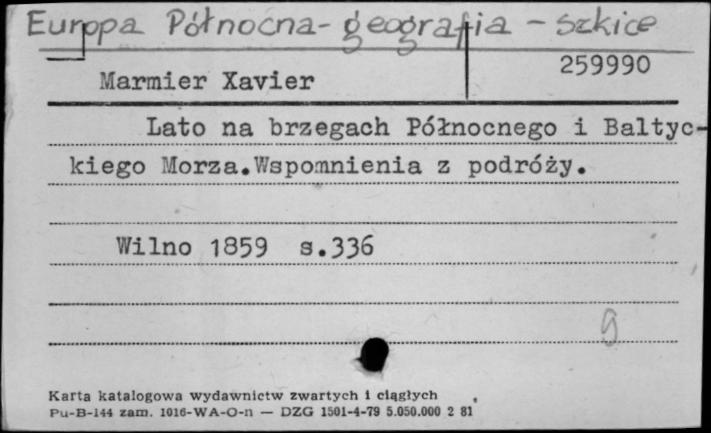 Europa Północna - geografia - szkice
259990
Marmier Xavier
Lato na brzegach Północnego i Baltyc-
kiego Morza.Wspomnienia z podróży.
Wilno 1859 s.336
g
Karta katalogowa wydawnictw zwartych i ciągłych
Pu-B-144 zam. 1016-WA-O-n — DZG 1501-4-79 5.050.000 2 81